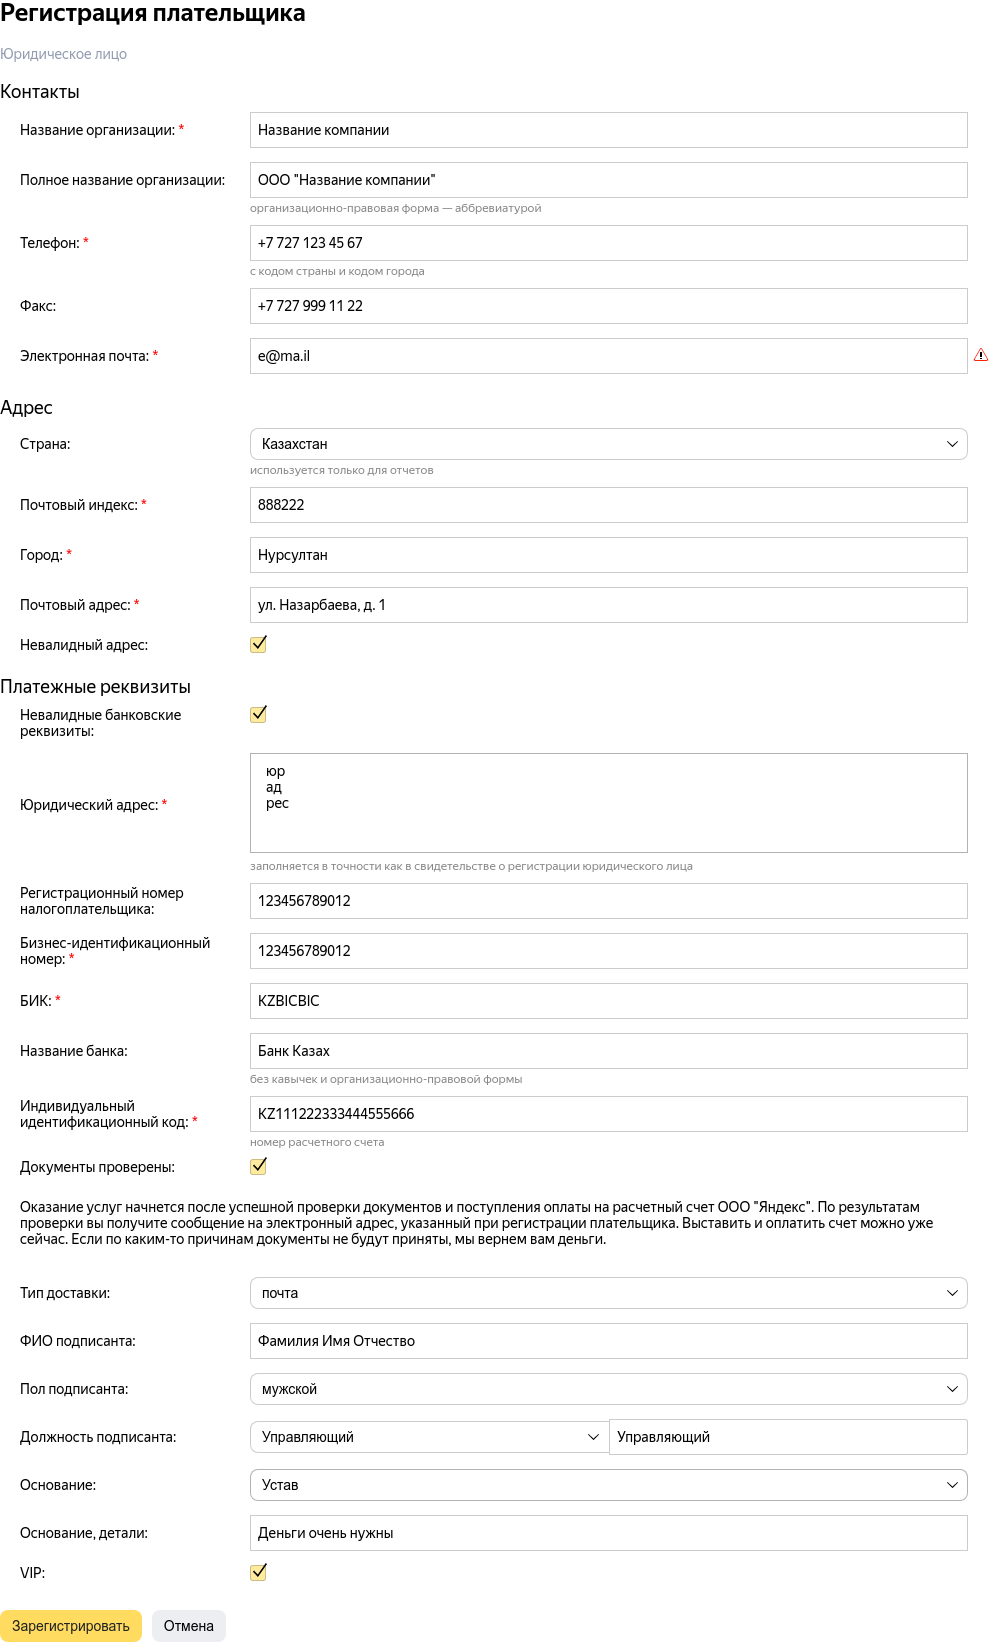 Регистрация плательщика
Юридическое лицо
Контакты
Название организации: *
Название компании
Полное название организации:
ООО "Название компании"
организационно-правовая форма — аббревиатурой
Телефон: *
+7 727 123 45 67
с кодом страны и кодом города
Факс:
+7 727 999 11 22
Электронная почта: *
e@ma.il
Адрес
Страна:
Казахстан
используется только для отчетов
Почтовый индекс: *
888222
Город: *
Нурсултан
Почтовый адрес: *
ул. Назарбаева, д. 1
Невалидный адрес:
Платежные реквизиты
Невалидные банковские
реквизиты:
Юридический адрес: *
юр
ад
рес
заполняется в точности как в свидетельстве о регистрации юридического лица
Регистрационный номер
налогоплательщика:
123456789012
Бизнес-идентификационный
номер: *
123456789012
БИК: *
KZBICBIC
Название банка:
Банк Казах
без кавычек и организационно-правовой формы
Индивидуальный
идентификационный код: *
KZ111222333444555666
номер расчетного счета
Документы проверены:
Оказание услуг начнется после успешной проверки документов и поступления оплаты на расчетный счет ООО "Яндекс". По результатам
проверки вы получите сообщение на электронный адрес, указанный при регистрации плательщика. Выставить и оплатить счет можно уже
сейчас. Если по каким-то причинам документы не будут приняты, мы вернем вам деньги.
Тип доставки:
почта
ФИО подписанта:
Фамилия Имя Отчество
Пол подписанта:
мужской
Должность подписанта:
Управляющий
Управляющий
Основание:
Устав
Основание, детали:
Деньги очень нужны
VIP:
Зарегистрировать
Отмена